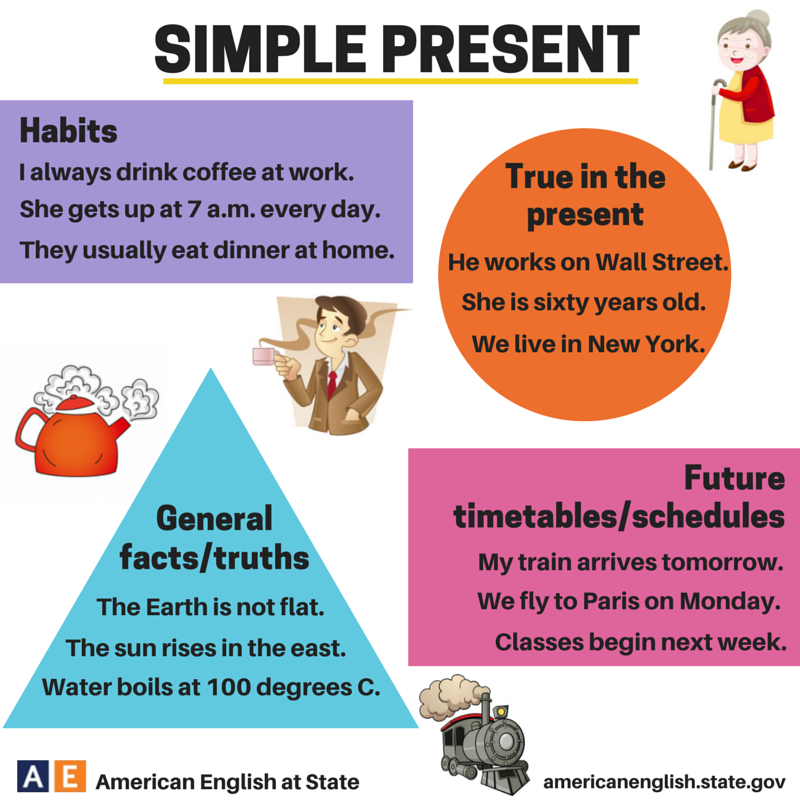 SIMPLE PRESENT
Habits
I always drink coffee at work.
She gets up at 7 a.m. every day.
They usually eat dinner at home.
True in the
present
He works on Wall Street.
She is sixty years old.
We live in New York.
General
facts/truths
The Earth is not flat.
The sun rises in the east.
Water boils at 100 degrees C.
Future
timetables/schedules
My train arrives tomorrow.
We fly to Paris on Monday.
Classes begin next week.
A E American English at State
americanenglish.state.gov